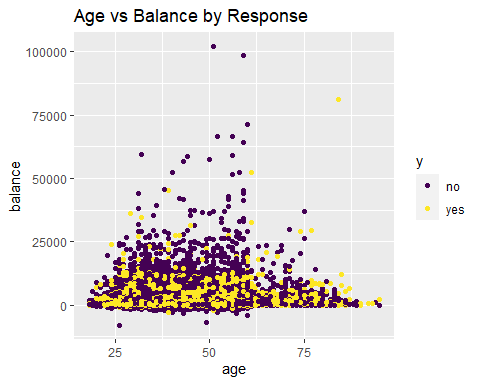 Age vs Balance by Response
100000
75000
50000
25000
0
balance
25
50
75
age
y
no
yes